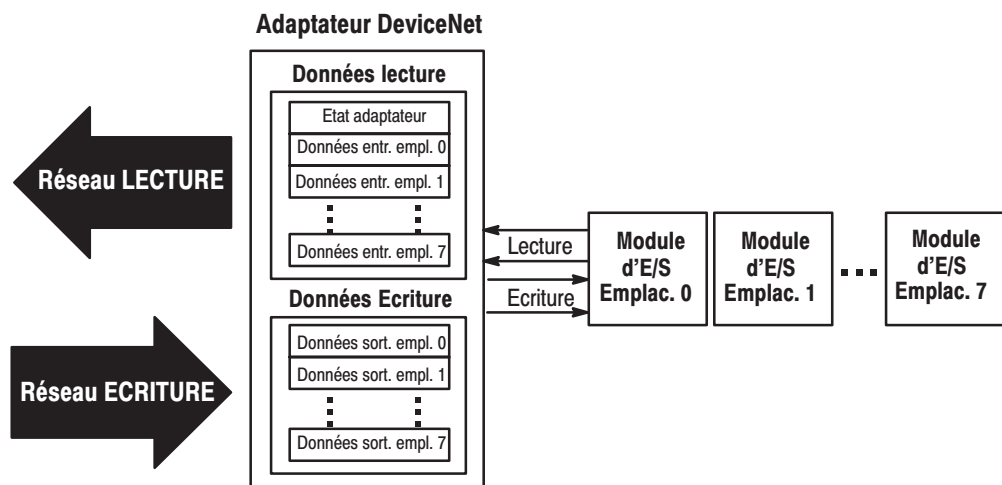 Adaptateur DeviceNet
Données lecture
Etat adaptateur
Données entr. empl. 0
Données entr. empl. 1
Données entr. empl. 7
Réseau LECTURE
Lecture
Ecriture
Module
d'E/S
Emplac. 0
Module
d'E/S
Emplac. 1
Module
d'E/S
Emplac. 7
Données Ecriture
Données sort. empl. 0
Données sort. empl. 1
Données sort. empl. 7
Réseau ECRITURE